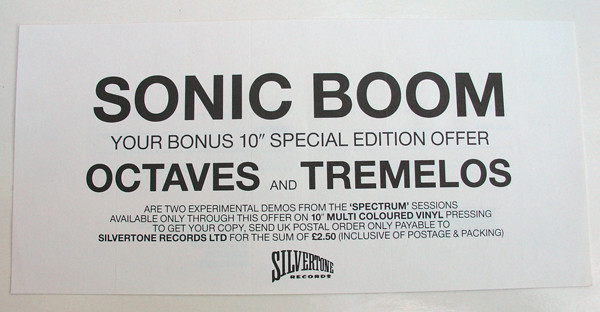 SONIC BOOM
YOUR BONUS 10″ SPECIAL EDITION OFFER
OCTAVES AND TREMELOS
ARE TWO EXPERIMENTAL DEMOS FROM THE 'SPECTRUM' SESSIONS
AVAILABLE ONLY THROUGH THIS OFFER ON 10″ MULTI COLOURED VINYL PRESSING
TO GET YOUR COPY, SEND UK POSTAL ORDER ONLY PAYABLE TO
SILVERTONE RECORDS LTD FOR THE SUM OF £2.50 (INCLUSIVE OF POSTAGE & PACKING)
SILVERTONE
RECORDS